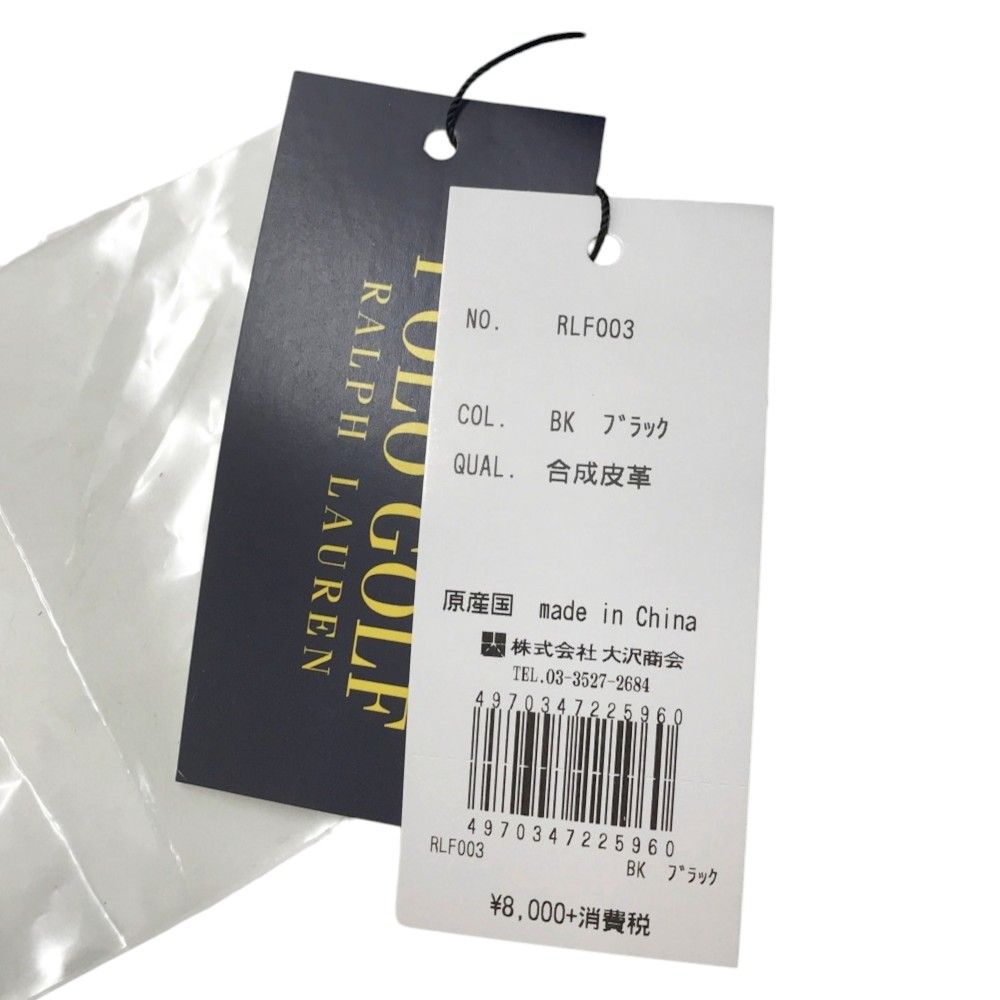 POLO GOLF
RALPH LAUREN
NO. RLF003
COL. BK ブラック
QUAL. 合成皮革
原産国 made in China
株式会社 大沢商会
TEL.03-3527-2684
4970347225960
4970347225960
RLF003
BK ブラック
¥8,000+消費税